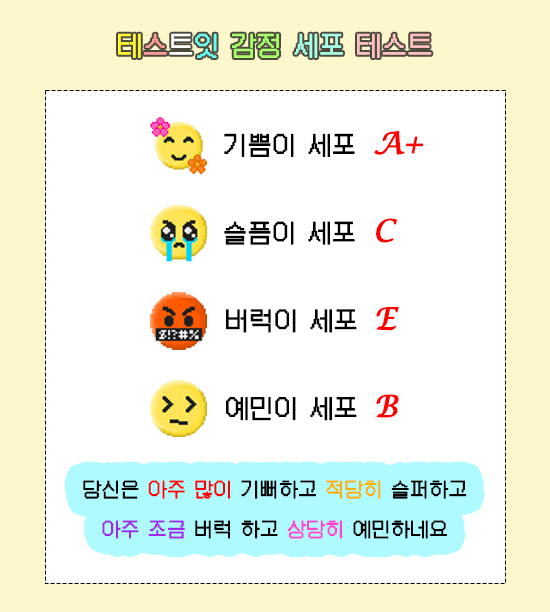 테스트잇 감정 세포 테스트
기쁨이 세포 A+
슬픔이 세포 C
$!?#%
버럭이 세포 E
예민이 세포 B
당신은 아주 많이 기뻐하고 적당히 슬퍼하고
아주 조금 버럭 하고 상당히 예민하네요